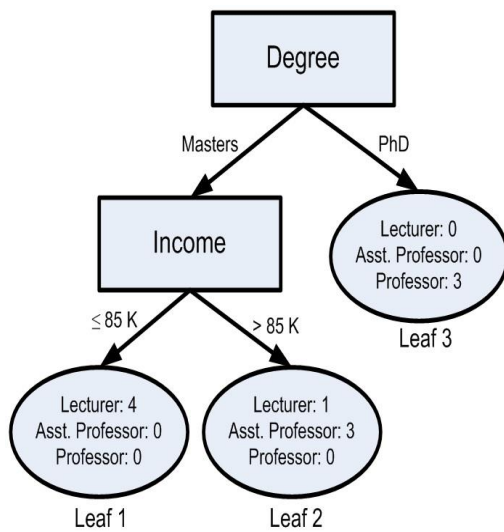 Degree
Masters
PhD
Income
Lecturer: 0
Asst. Professor: 0
Professor: 3
Leaf 3
≤ 85 K
> 85 K
Lecturer: 4
Asst. Professor: 0
Professor: 0
Leaf 1
Lecturer: 1
Asst. Professor: 3
Professor: 0
Leaf 2